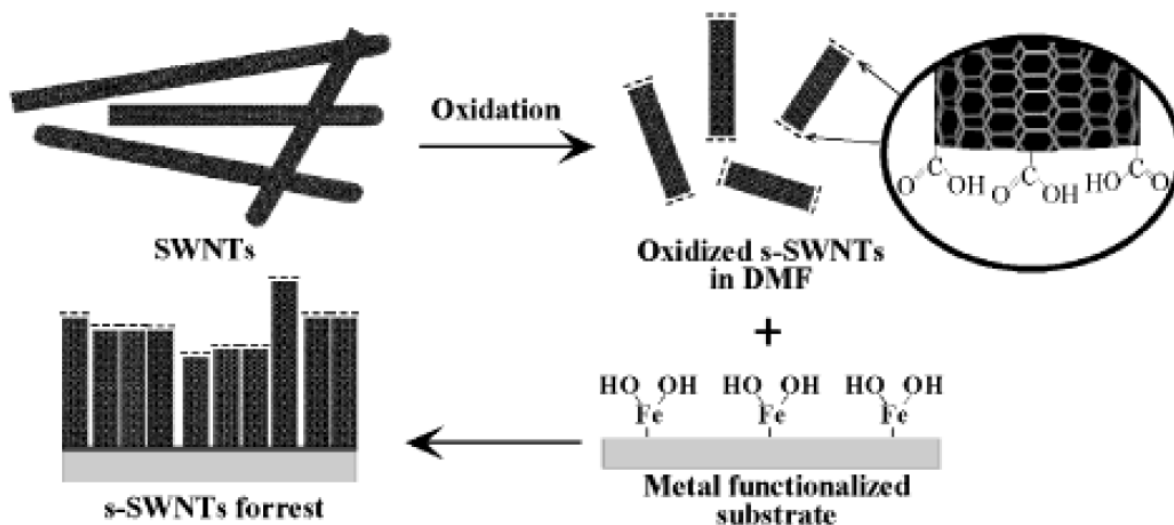 Oxidation
SWNTs
Oxidized s-SWNTs
in DMF
O C OH O C OH HO C O
+
HO OH HO OH HO OH
Fe Fe Fe
s-SWNTs forrest
Metal functionalized
substrate